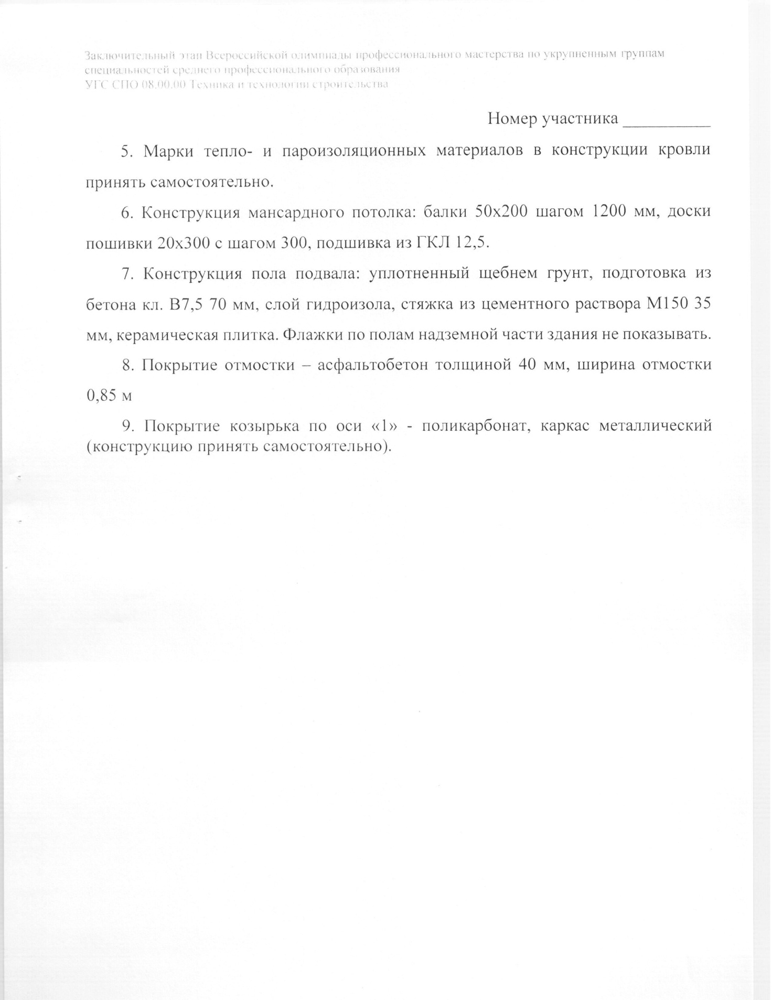 Заключительный этап Всероссийской олимпиады профессионального мастерства по укрупненным группам
специальностей среднего профессионального образования
УГС СПО 08.00.00 Техника и технологии строительства
Номер участника __________
5. Марки тепло- и пароизоляционных материалов в конструкции кровли
принять самостоятельно.
6. Конструкция мансардного потолка: балки 50х200 шагом 1200 мм, доски
пошивки 20х300 с шагом 300, подшивка из ГКЛ 12,5.
7. Конструкция пола подвала: уплотненный щебнем грунт, подготовка из
бетона кл. В7,5 70 мм, слой гидроизола, стяжка из цементного раствора М150 35
мм, керамическая плитка. Флажки по полам надземной части здания не показывать.
8. Покрытие отмостки – асфальтобетон толщиной 40 мм, ширина отмостки
0,85 м
9. Покрытие козырька по оси «1» - поликарбонат, каркас металлический
(конструкцию принять самостоятельно).